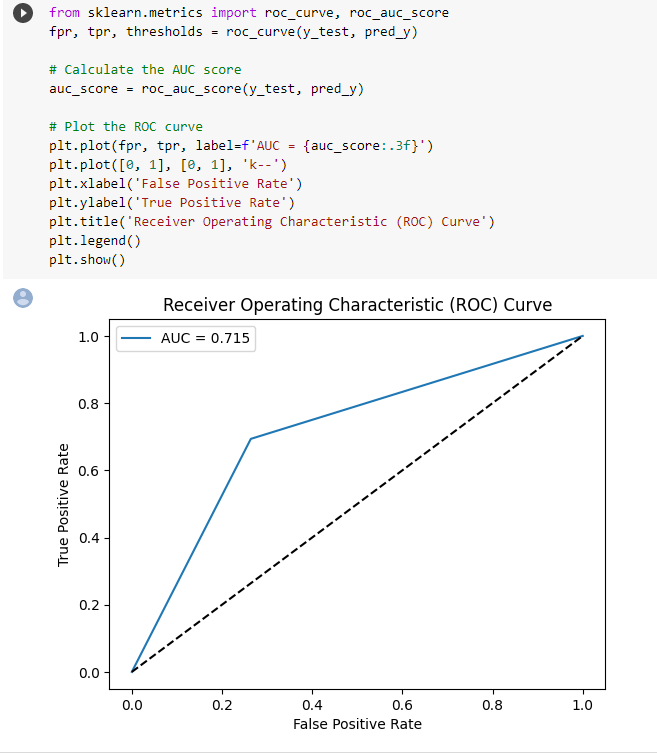 from sklearn.metrics import roc_curve, roc_auc_score
fpr, tpr, thresholds = roc_curve(y_test, pred_y)
# Calculate the AUC score
auc_score = roc_auc_score(y_test, pred_y)
# Plot the ROC curve
plt.plot(fpr, tpr, label=f'AUC = {auc_score:.3f}')
plt.plot([0, 1], [0, 1], 'k--')
plt.xlabel('False Positive Rate')
plt.ylabel('True Positive Rate')
plt.title('Receiver Operating Characteristic (ROC) Curve')
plt.legend()
plt.show()
Receiver Operating Characteristic (ROC) Curve
AUC = 0.715
1.0
0.8
0.6
0.4
0.2
0.0
True Positive Rate
0.0 0.2 0.4 0.6 0.8 1.0
False Positive Rate